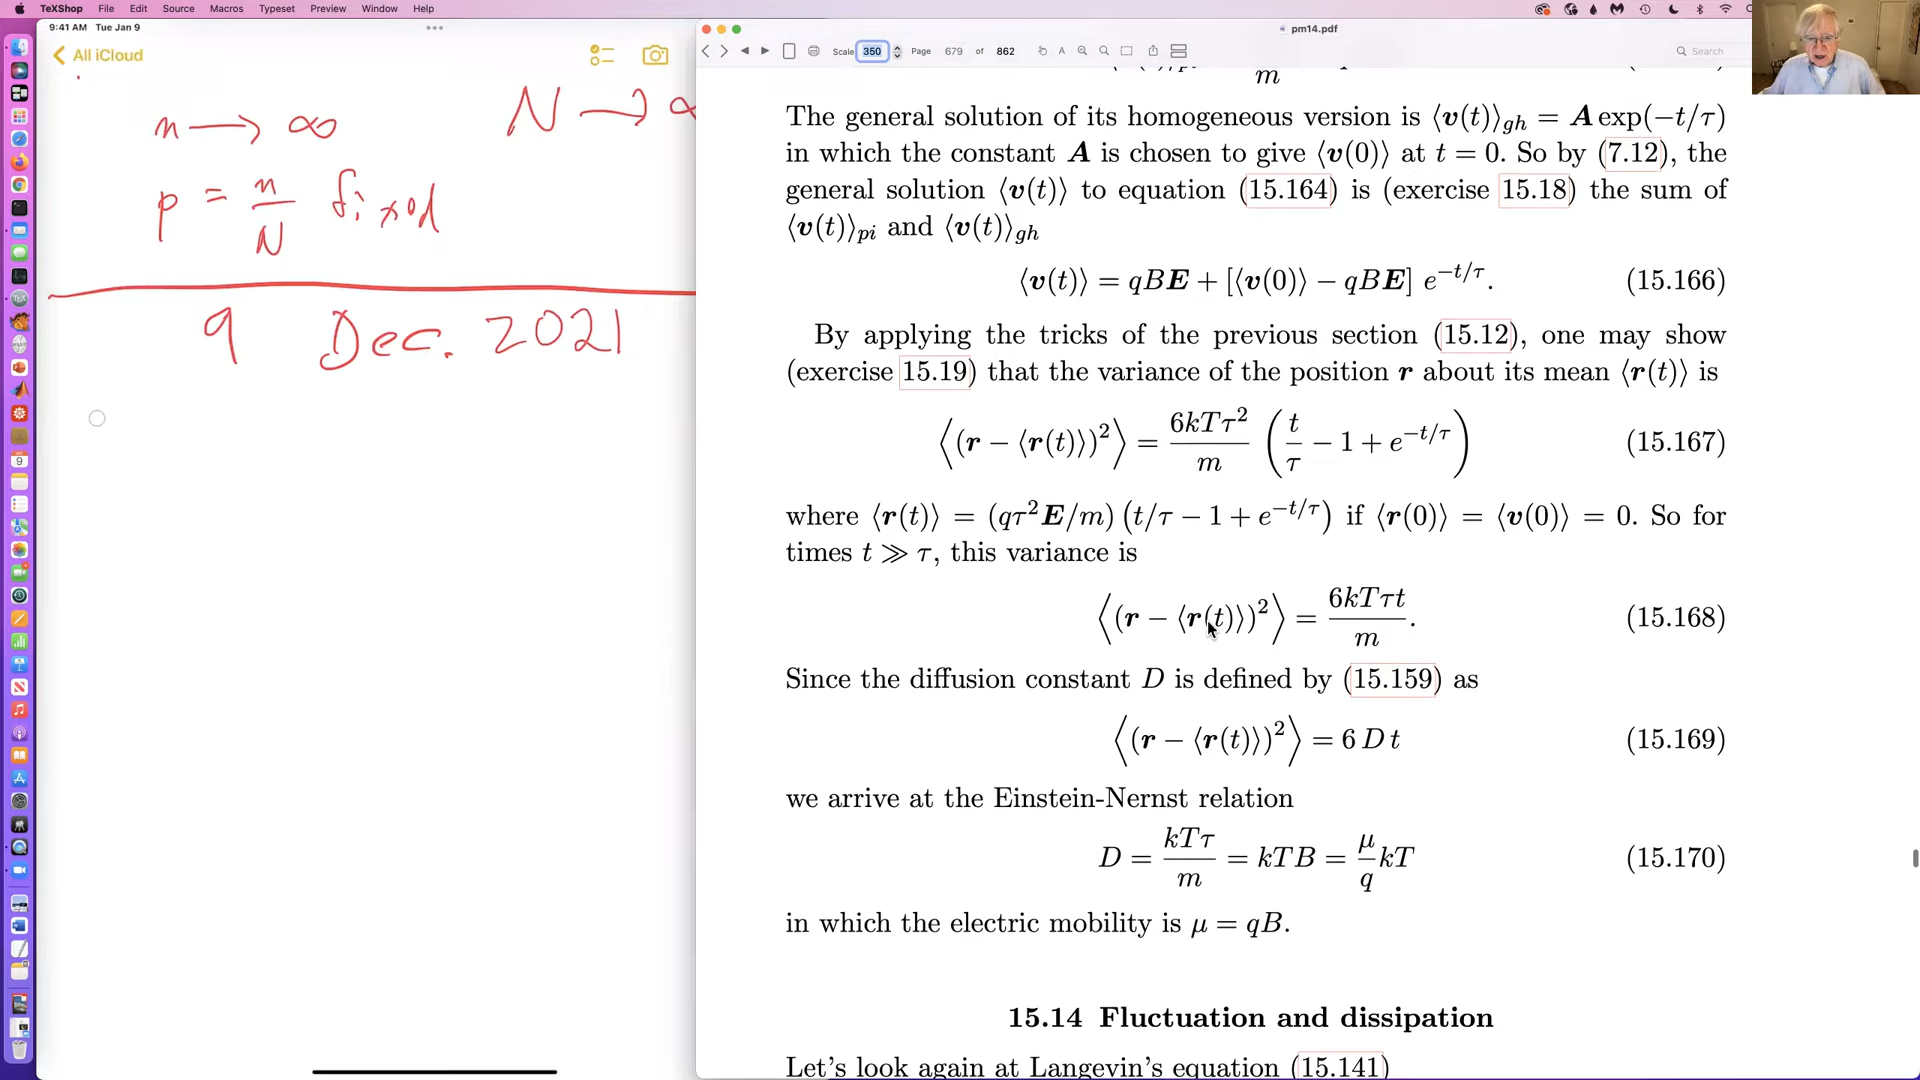 TeXShop File Edit Source Macros Typeset Preview Window Help
9:41 AM Tue Jan 9
All iCloud
n → ∞ N → ∞
p = n/N fixed
9 Dec. 2021
pm14.pdf
Scale 350 Page 679 of 862 Search
m
The general solution of its homogeneous version is ⟨v(t)⟩gh = A exp(−t/τ)
in which the constant A is chosen to give ⟨v(0)⟩ at t = 0. So by (7.12), the
general solution ⟨v(t)⟩ to equation (15.164) is (exercise 15.18) the sum of
⟨v(t)⟩pi and ⟨v(t)⟩gh
⟨v(t)⟩ = qBE + [⟨v(0)⟩ − qBE] e^{−t/τ}. (15.166)
By applying the tricks of the previous section (15.12), one may show
(exercise 15.19) that the variance of the position r about its mean ⟨r(t)⟩ is
⟨(r − ⟨r(t)⟩)²⟩ = 6kTτ²/m (t/τ − 1 + e^{−t/τ}) (15.167)
where ⟨r(t)⟩ = (qτ²E/m) (t/τ − 1 + e^{−t/τ}) if ⟨r(0)⟩ = ⟨v(0)⟩ = 0. So for
times t ≫ τ, this variance is
⟨(r − ⟨r(t)⟩)²⟩ = 6kTτt/m. (15.168)
Since the diffusion constant D is defined by (15.159) as
⟨(r − ⟨r(t)⟩)²⟩ = 6 D t (15.169)
we arrive at the Einstein-Nernst relation
D = kTτ/m = kTB = μ/q kT (15.170)
in which the electric mobility is μ = qB.
15.14 Fluctuation and dissipation
Let's look again at Langevin's equation (15.141)